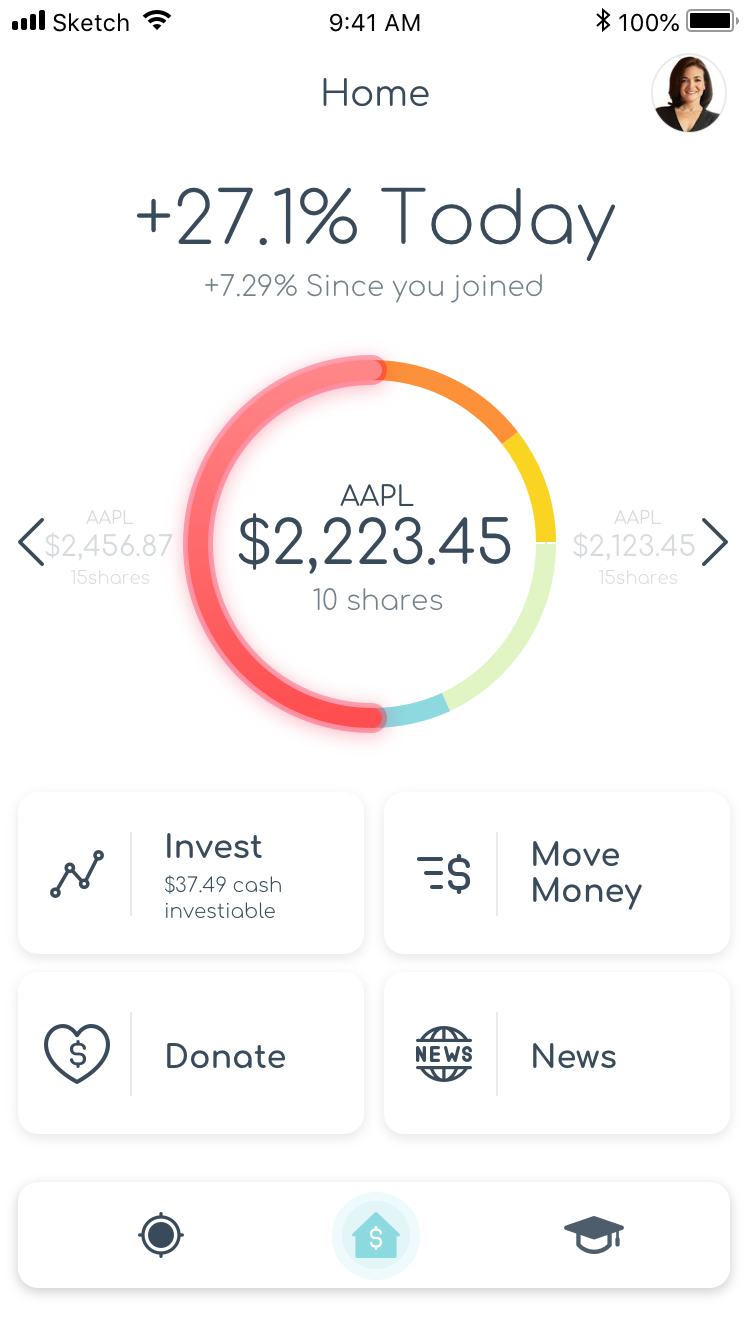 Sketch 9:41 AM 100%
Home
+27.1% Today
+7.29% Since you joined
AAPL
$2,456.87
15shares
AAPL
$2,223.45
10 shares
AAPL
$2,123.45
15shares
Invest
$37.49 cash
investiable
Move
Money
$
$
Donate
NEWS
News
$